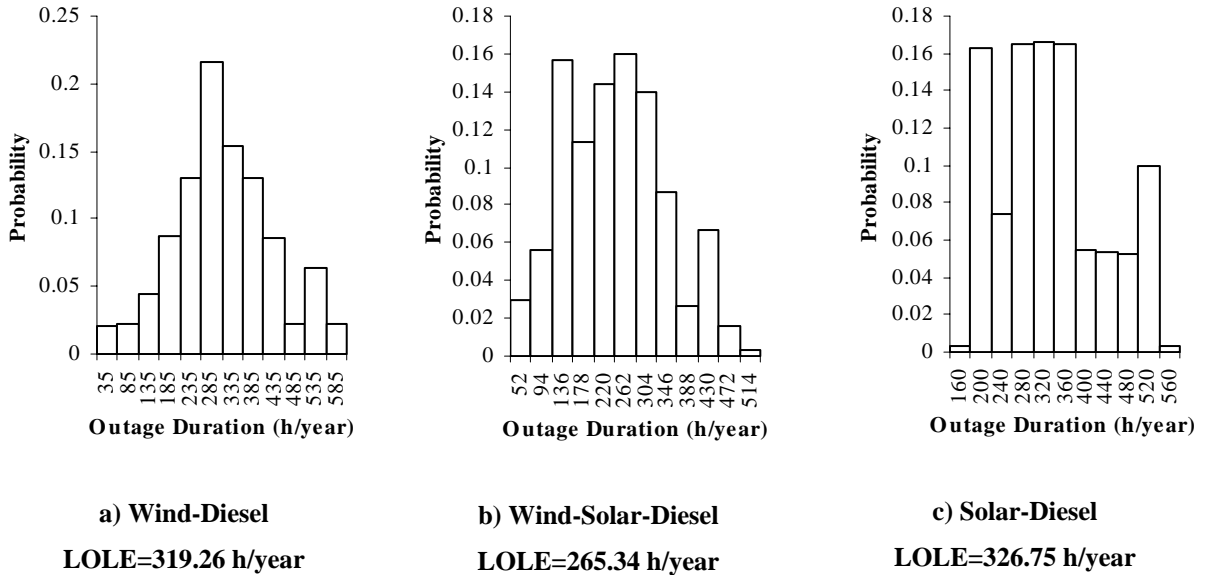 Probability
0.25
0.2
0.15
0.1
0.05
0
35 85 135 185 235 285 335 385 435 485 535 585
Outage Duration (h/year)
a) Wind-Diesel
LOLE=319.26 h/year
Probability
0.18
0.16
0.14
0.12
0.1
0.08
0.06
0.04
0.02
0
52 94 136 178 220 262 304 346 388 430 472 514
Outage Duration (h/year)
b) Wind-Solar-Diesel
LOLE=265.34 h/year
Probability
0.18
0.16
0.14
0.12
0.1
0.08
0.06
0.04
0.02
0
160 200 240 280 320 360 400 440 480 520 560
Outage Duration (h/year)
c) Solar-Diesel
LOLE=326.75 h/year